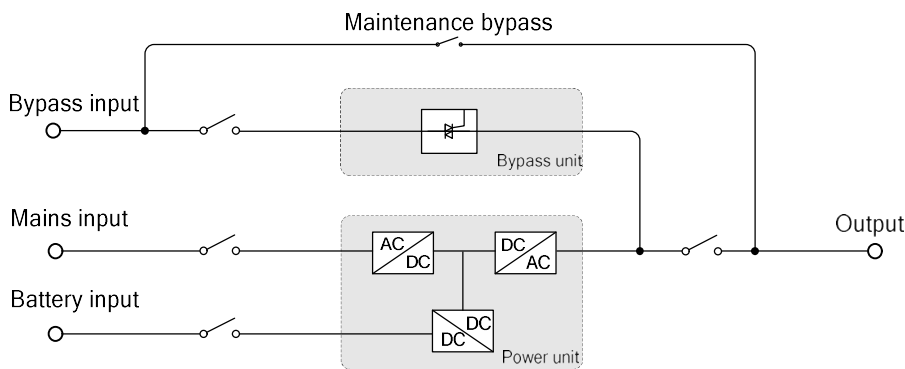 Maintenance bypass
Bypass input
Bypass unit
Mains input
AC
DC
DC
AC
Output
Battery input
DC
DC
Power unit